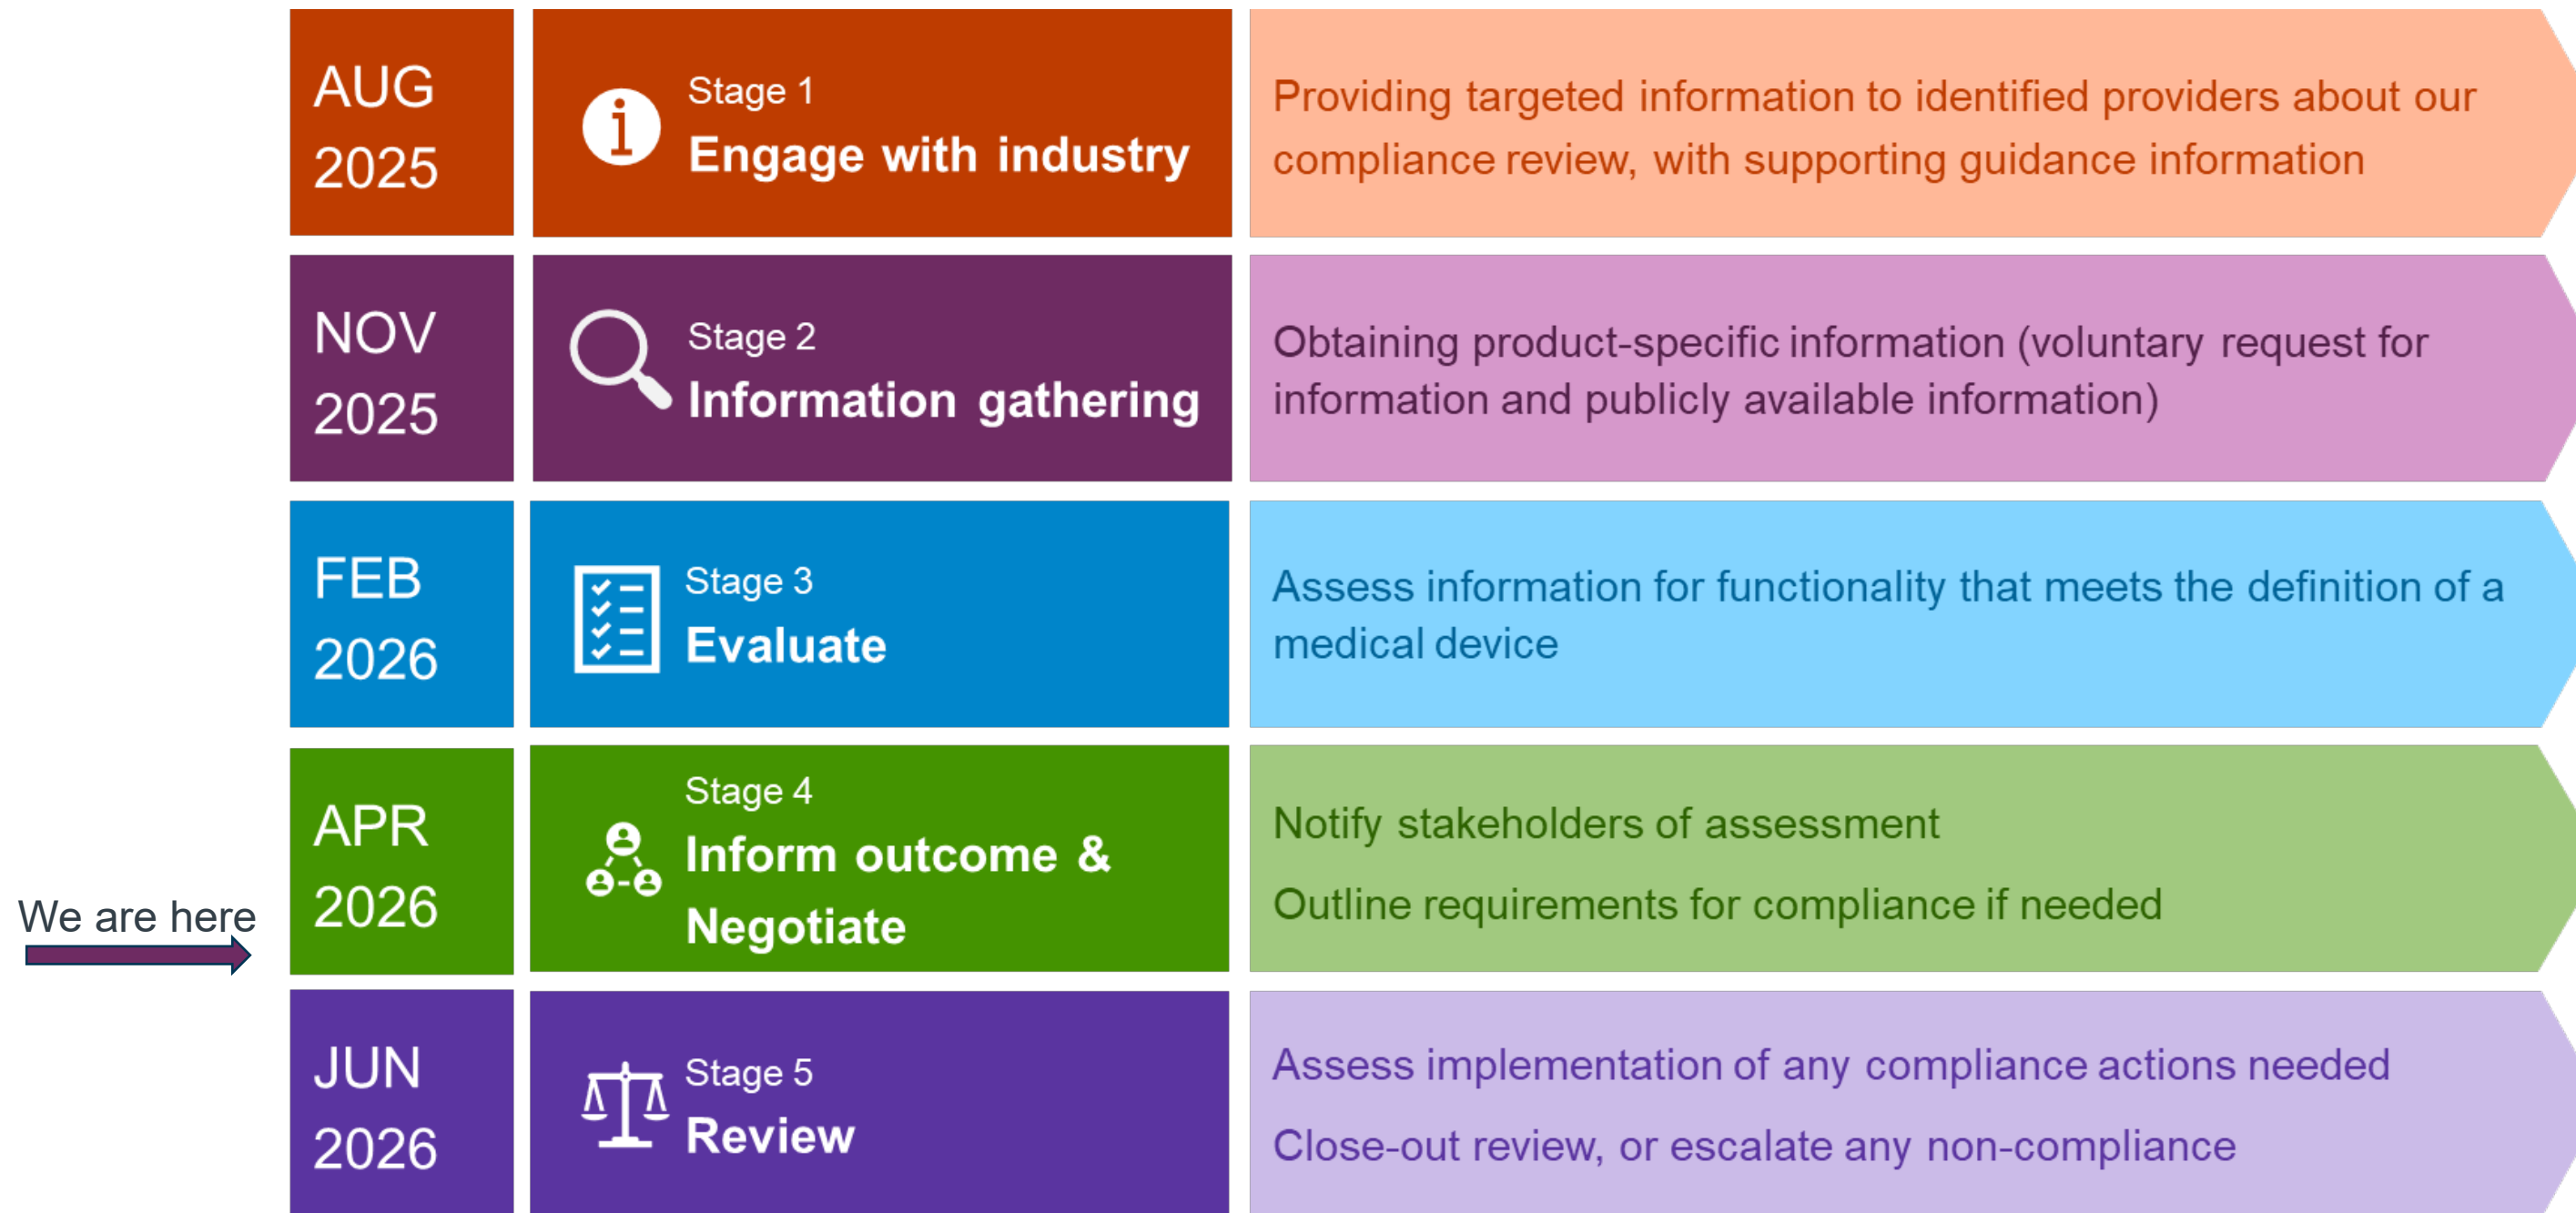 AUG
2025
Stage 1
Engage with industry
Providing targeted information to identified providers about our
compliance review, with supporting guidance information
NOV
2025
Stage 2
Information gathering
Obtaining product-specific information (voluntary request for
information and publicly available information)
FEB
2026
Stage 3
Evaluate
Assess information for functionality that meets the definition of a
medical device
We are here
APR
2026
Stage 4
Inform outcome &
Negotiate
Notify stakeholders of assessment
Outline requirements for compliance if needed
JUN
2026
Stage 5
Review
Assess implementation of any compliance actions needed
Close-out review, or escalate any non-compliance